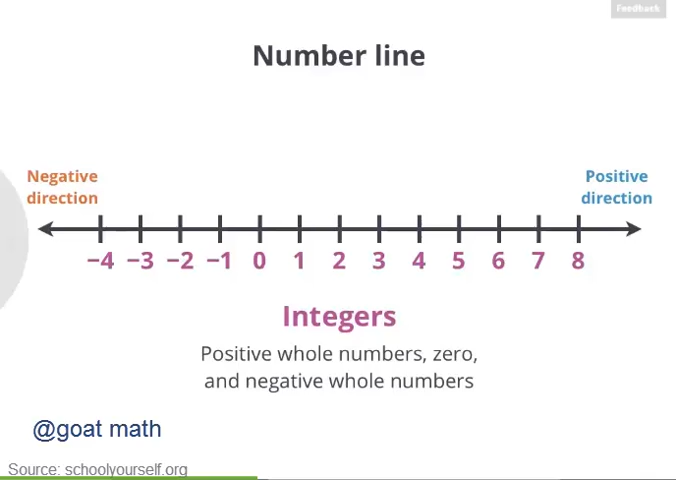 Feedback
Number line
Negative
direction
Positive
direction
−4 −3 −2 −1 0 1 2 3 4 5 6 7 8
Integers
Positive whole numbers, zero,
and negative whole numbers
@goat math
Source: schoolyourself.org